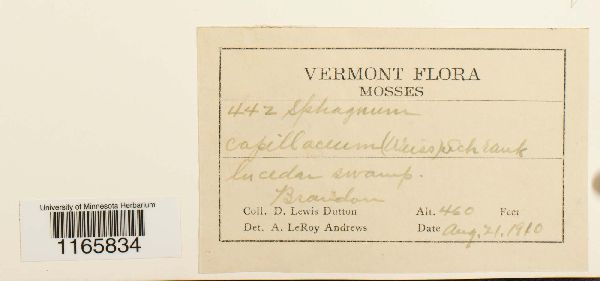 VERMONT FLORA
MOSSES
442 Sphagnum
capillaceum (Weiss) Schrank
In cedar swamp.
Brandon
Coll. D. Lewis Dutton Alt. 460 Feet
Det. A. LeRoy Andrews Date Aug. 21, 1910
University of Minnesota Herbarium
1165834